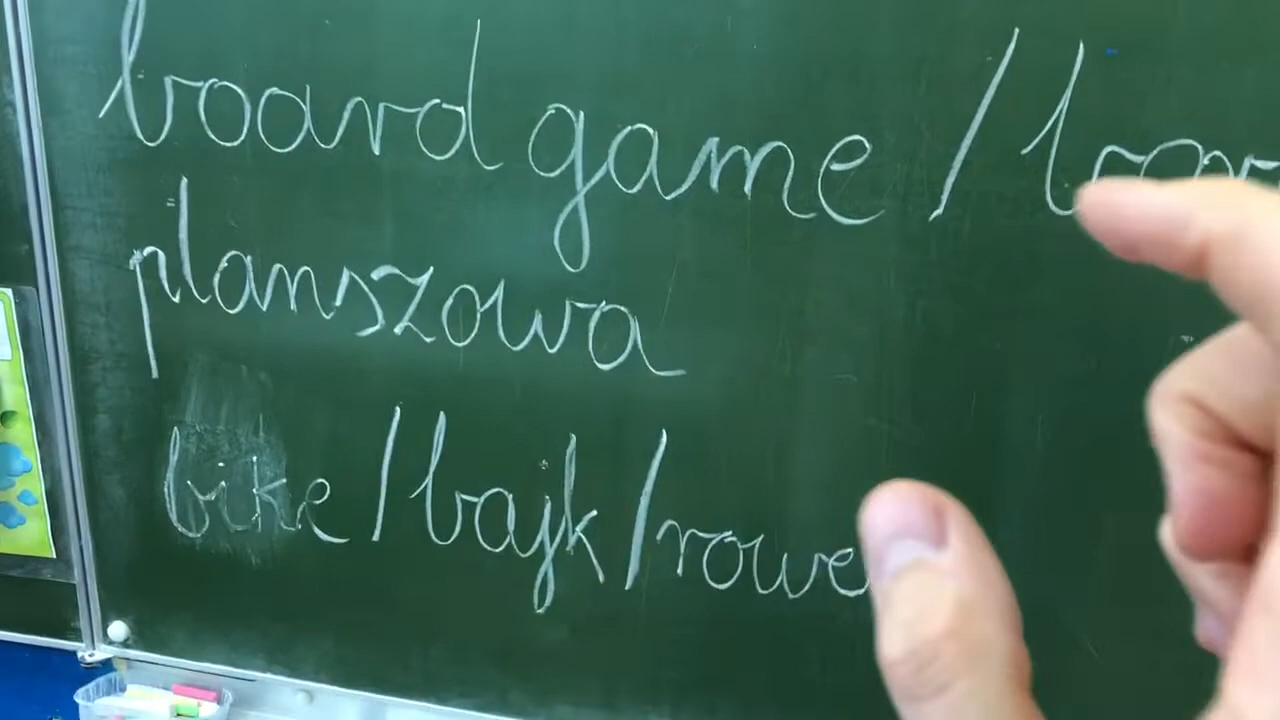 board game /
planszowa
bike / bajk / rowe